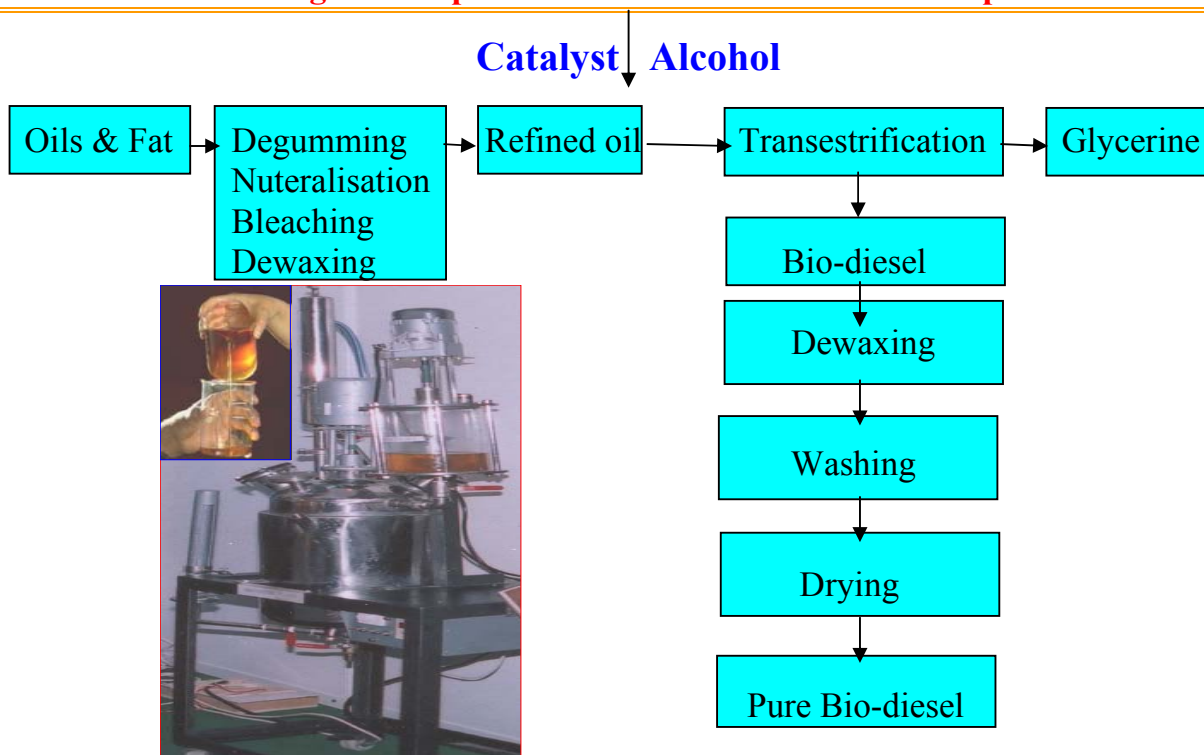 Catalyst Alcohol
Oils & Fat
Degumming
Nuteralisation
Bleaching
Dewaxing
Refined oil
Transestrification
Glycerine
Bio-diesel
Dewaxing
Washing
Drying
Pure Bio-diesel